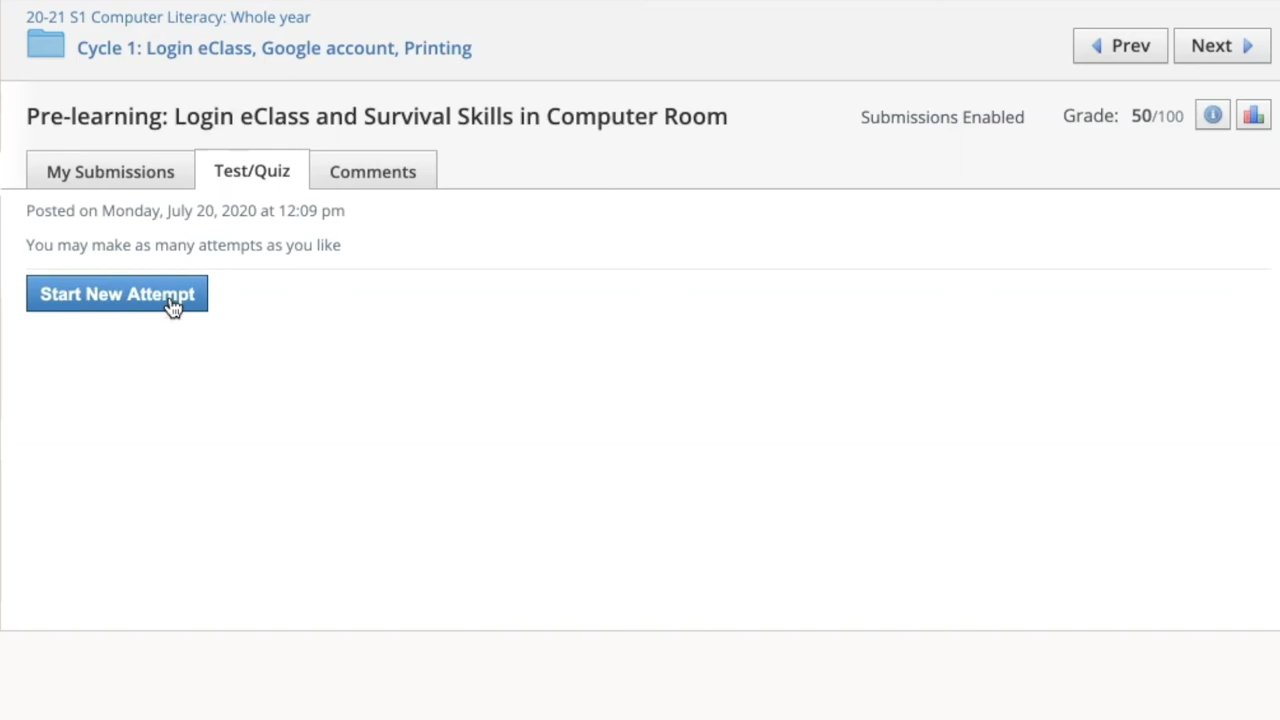 20-21 S1 Computer Literacy: Whole year
Cycle 1: Login eClass, Google account, Printing
Prev
Next
Pre-learning: Login eClass and Survival Skills in Computer Room
Submissions Enabled
Grade: 50/100
My Submissions
Test/Quiz
Comments
Posted on Monday, July 20, 2020 at 12:09 pm
You may make as many attempts as you like
Start New Attempt